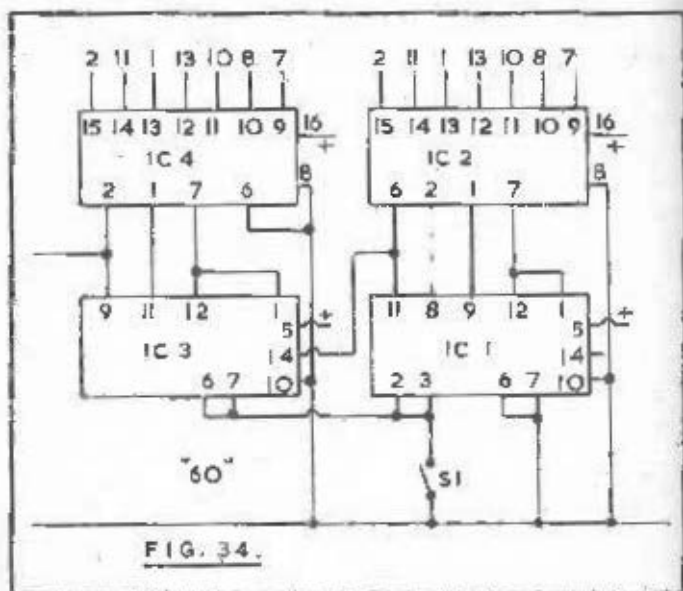 2 11 1 13 10 8 7 2 11 1 13 10 8 7
15 14 13 12 11 10 9 16 15 14 13 12 11 10 9 16
+ +
IC 4 IC 2
8 8
2 1 7 6 6 2 1 7
9 11 12 1 11 8 9 12 1
5 + 5 +
IC 3 14 IC 1 14
6 7 10 2 3 6 7 10
"60" S1
FIG. 34.